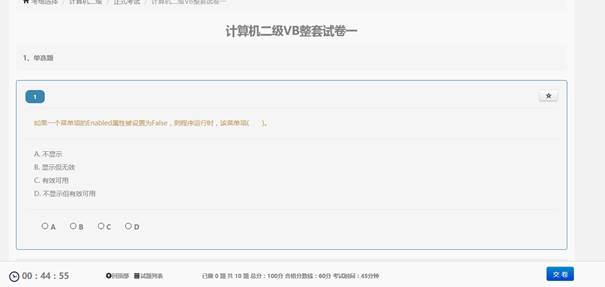 考场选择 / 计算机二级 / 正式考试 / 计算机二级VB整套试卷一
计算机二级VB整套试卷一
1、单选题
1
如果一个菜单项的Enabled属性被设置为False，则程序运行时，该菜单项( )。
A. 不显示
B. 显示但无效
C. 有效可用
D. 不显示但有效可用
A B C D
00 : 44 : 55 回顶部 试题列表 已做 0 题 共 10 题 总分：100分 合格分数线：60分 考试时间：45分钟 交 卷